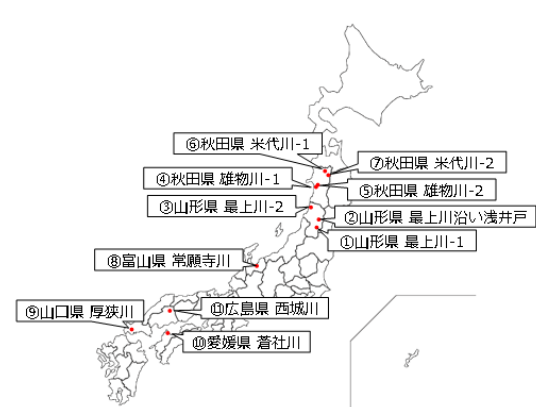 ⑥秋田県 米代川-1
⑦秋田県 米代川-2
④秋田県 雄物川-1
⑤秋田県 雄物川-2
③山形県 最上川-2
②山形県 最上川沿い浅井戸
①山形県 最上川-1
⑧富山県 常願寺川
⑨山口県 厚狭川
⑪広島県 西城川
⑩愛媛県 蒼社川